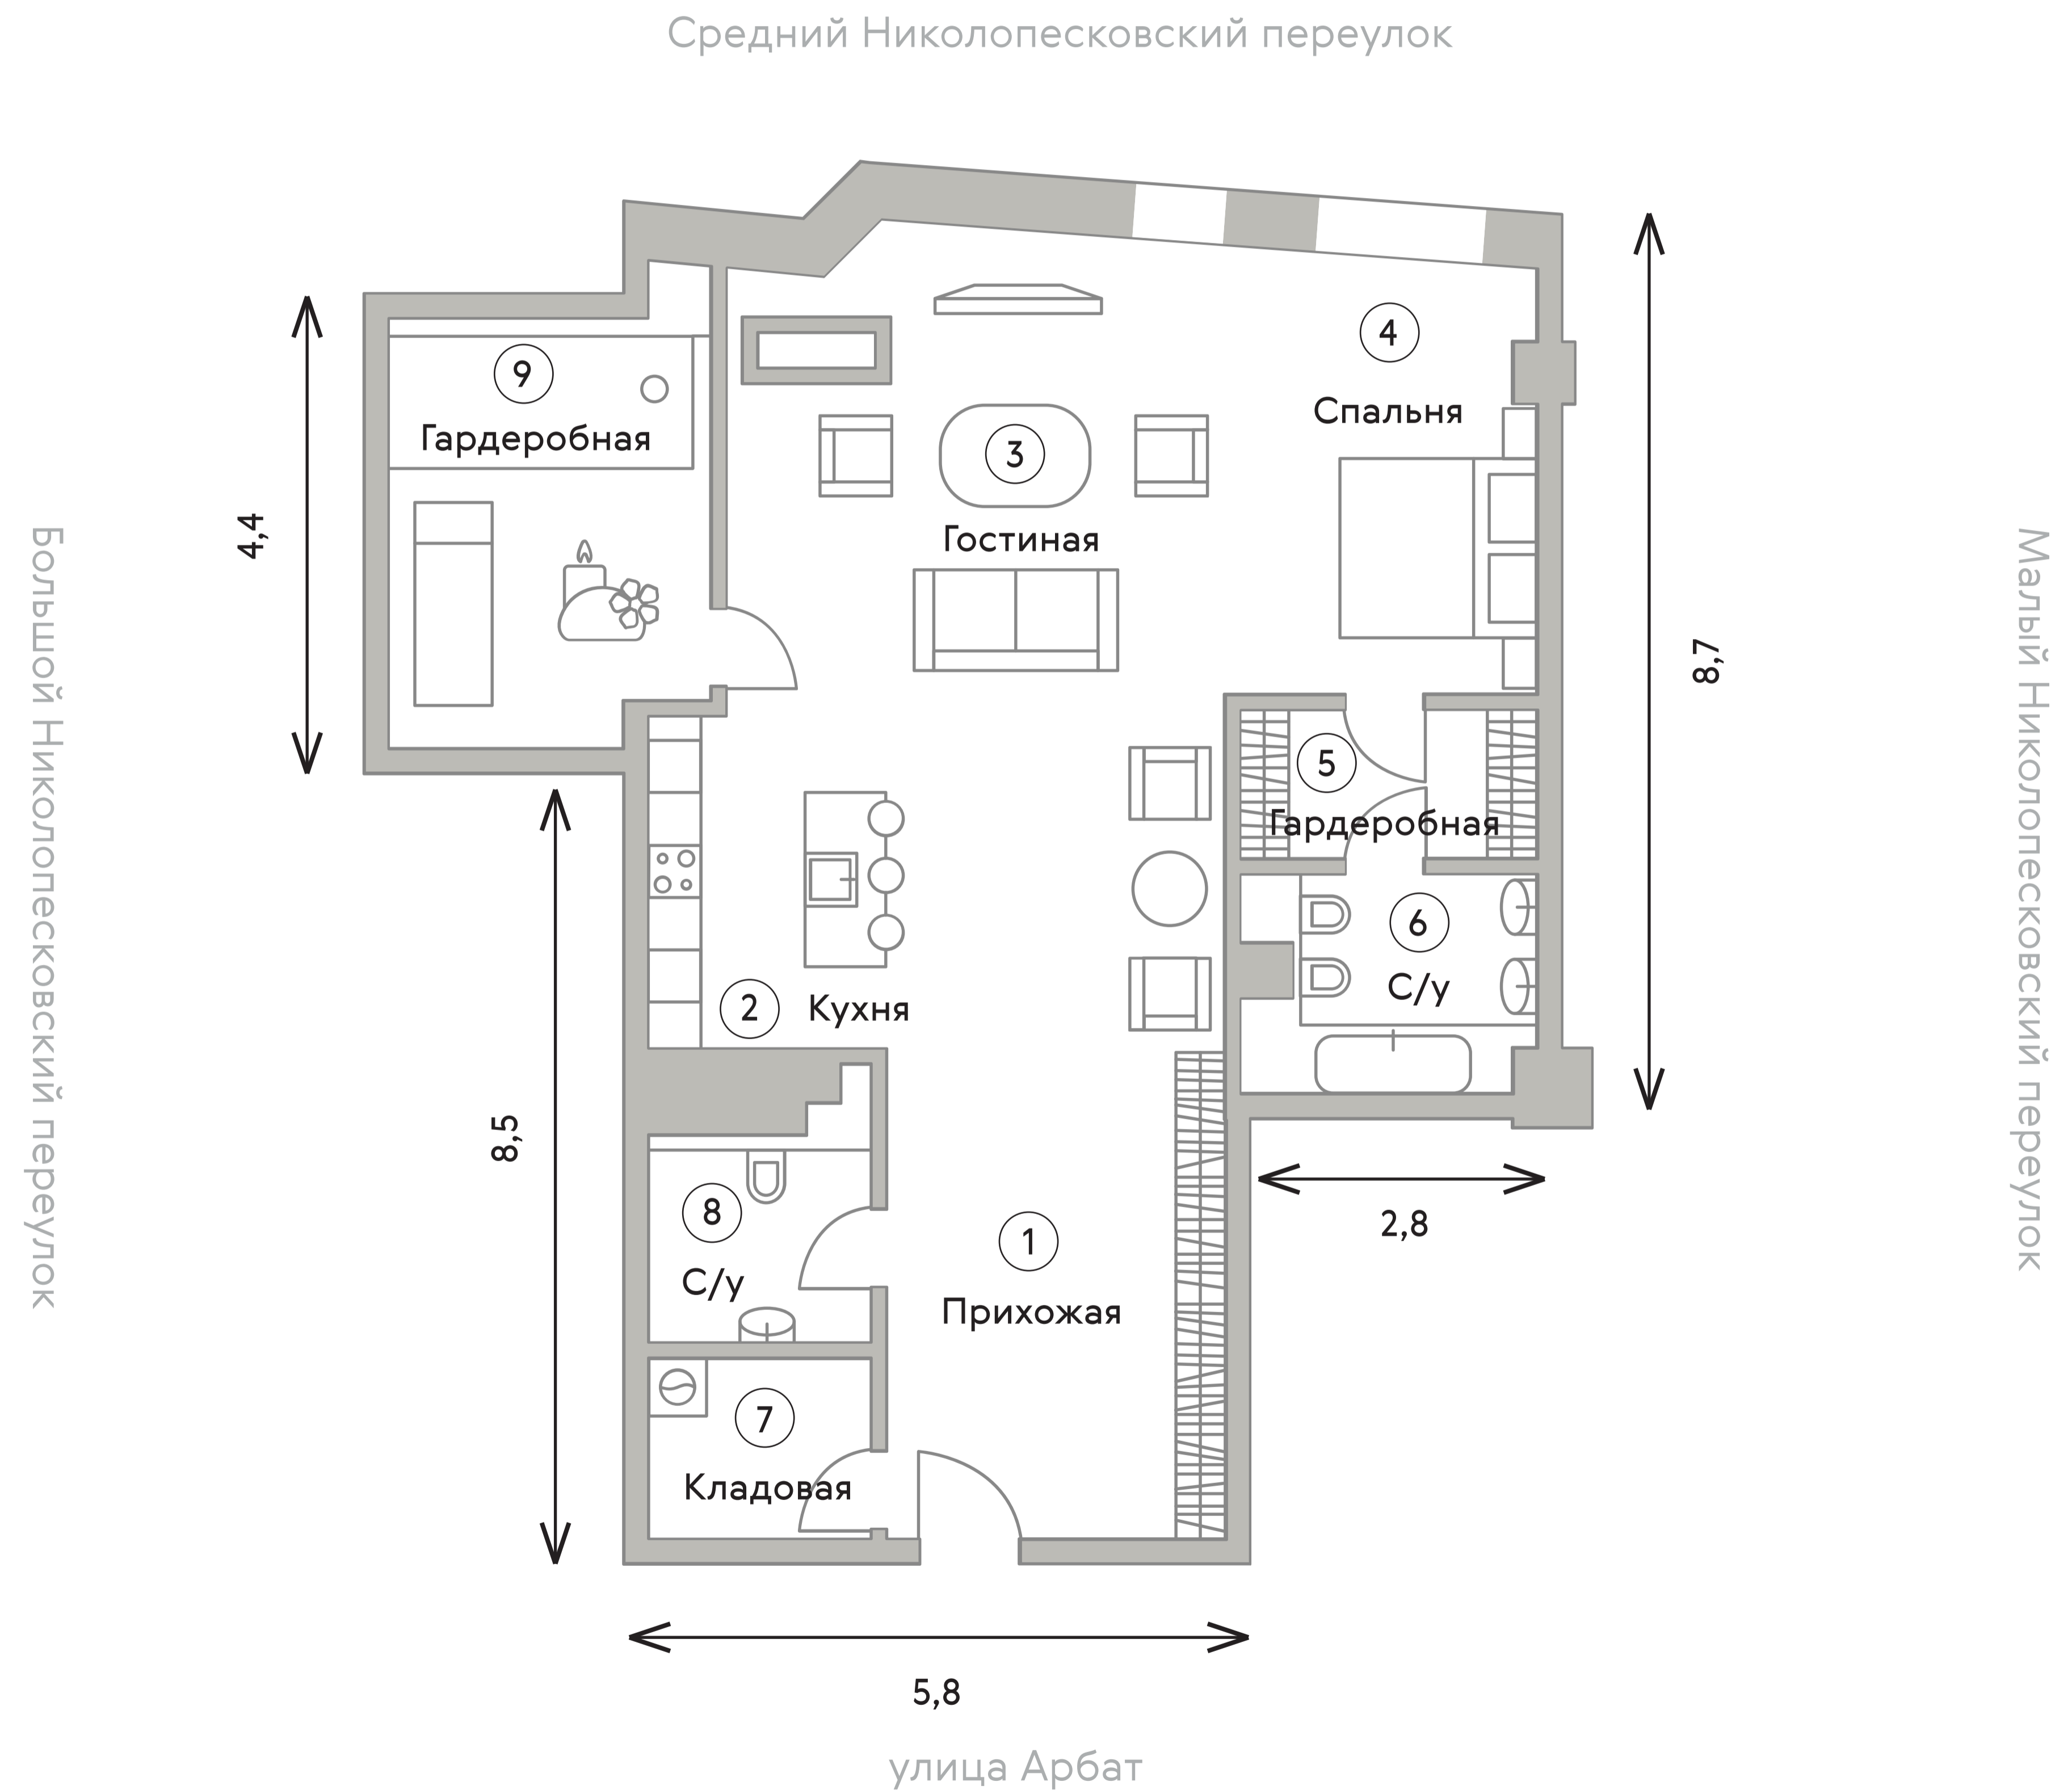 Средний Николопесковский переулок
Большой Николопесковский переулок
Малый Николопесковский переулок
4
Спальня
9
Гардеробная
3
Гостиная
4,4
8,7
5
Гардеробная
6
С/у
2
Кухня
8,5
8
С/у
1
Прихожая
2,8
7
Кладовая
5,8
улица Арбат